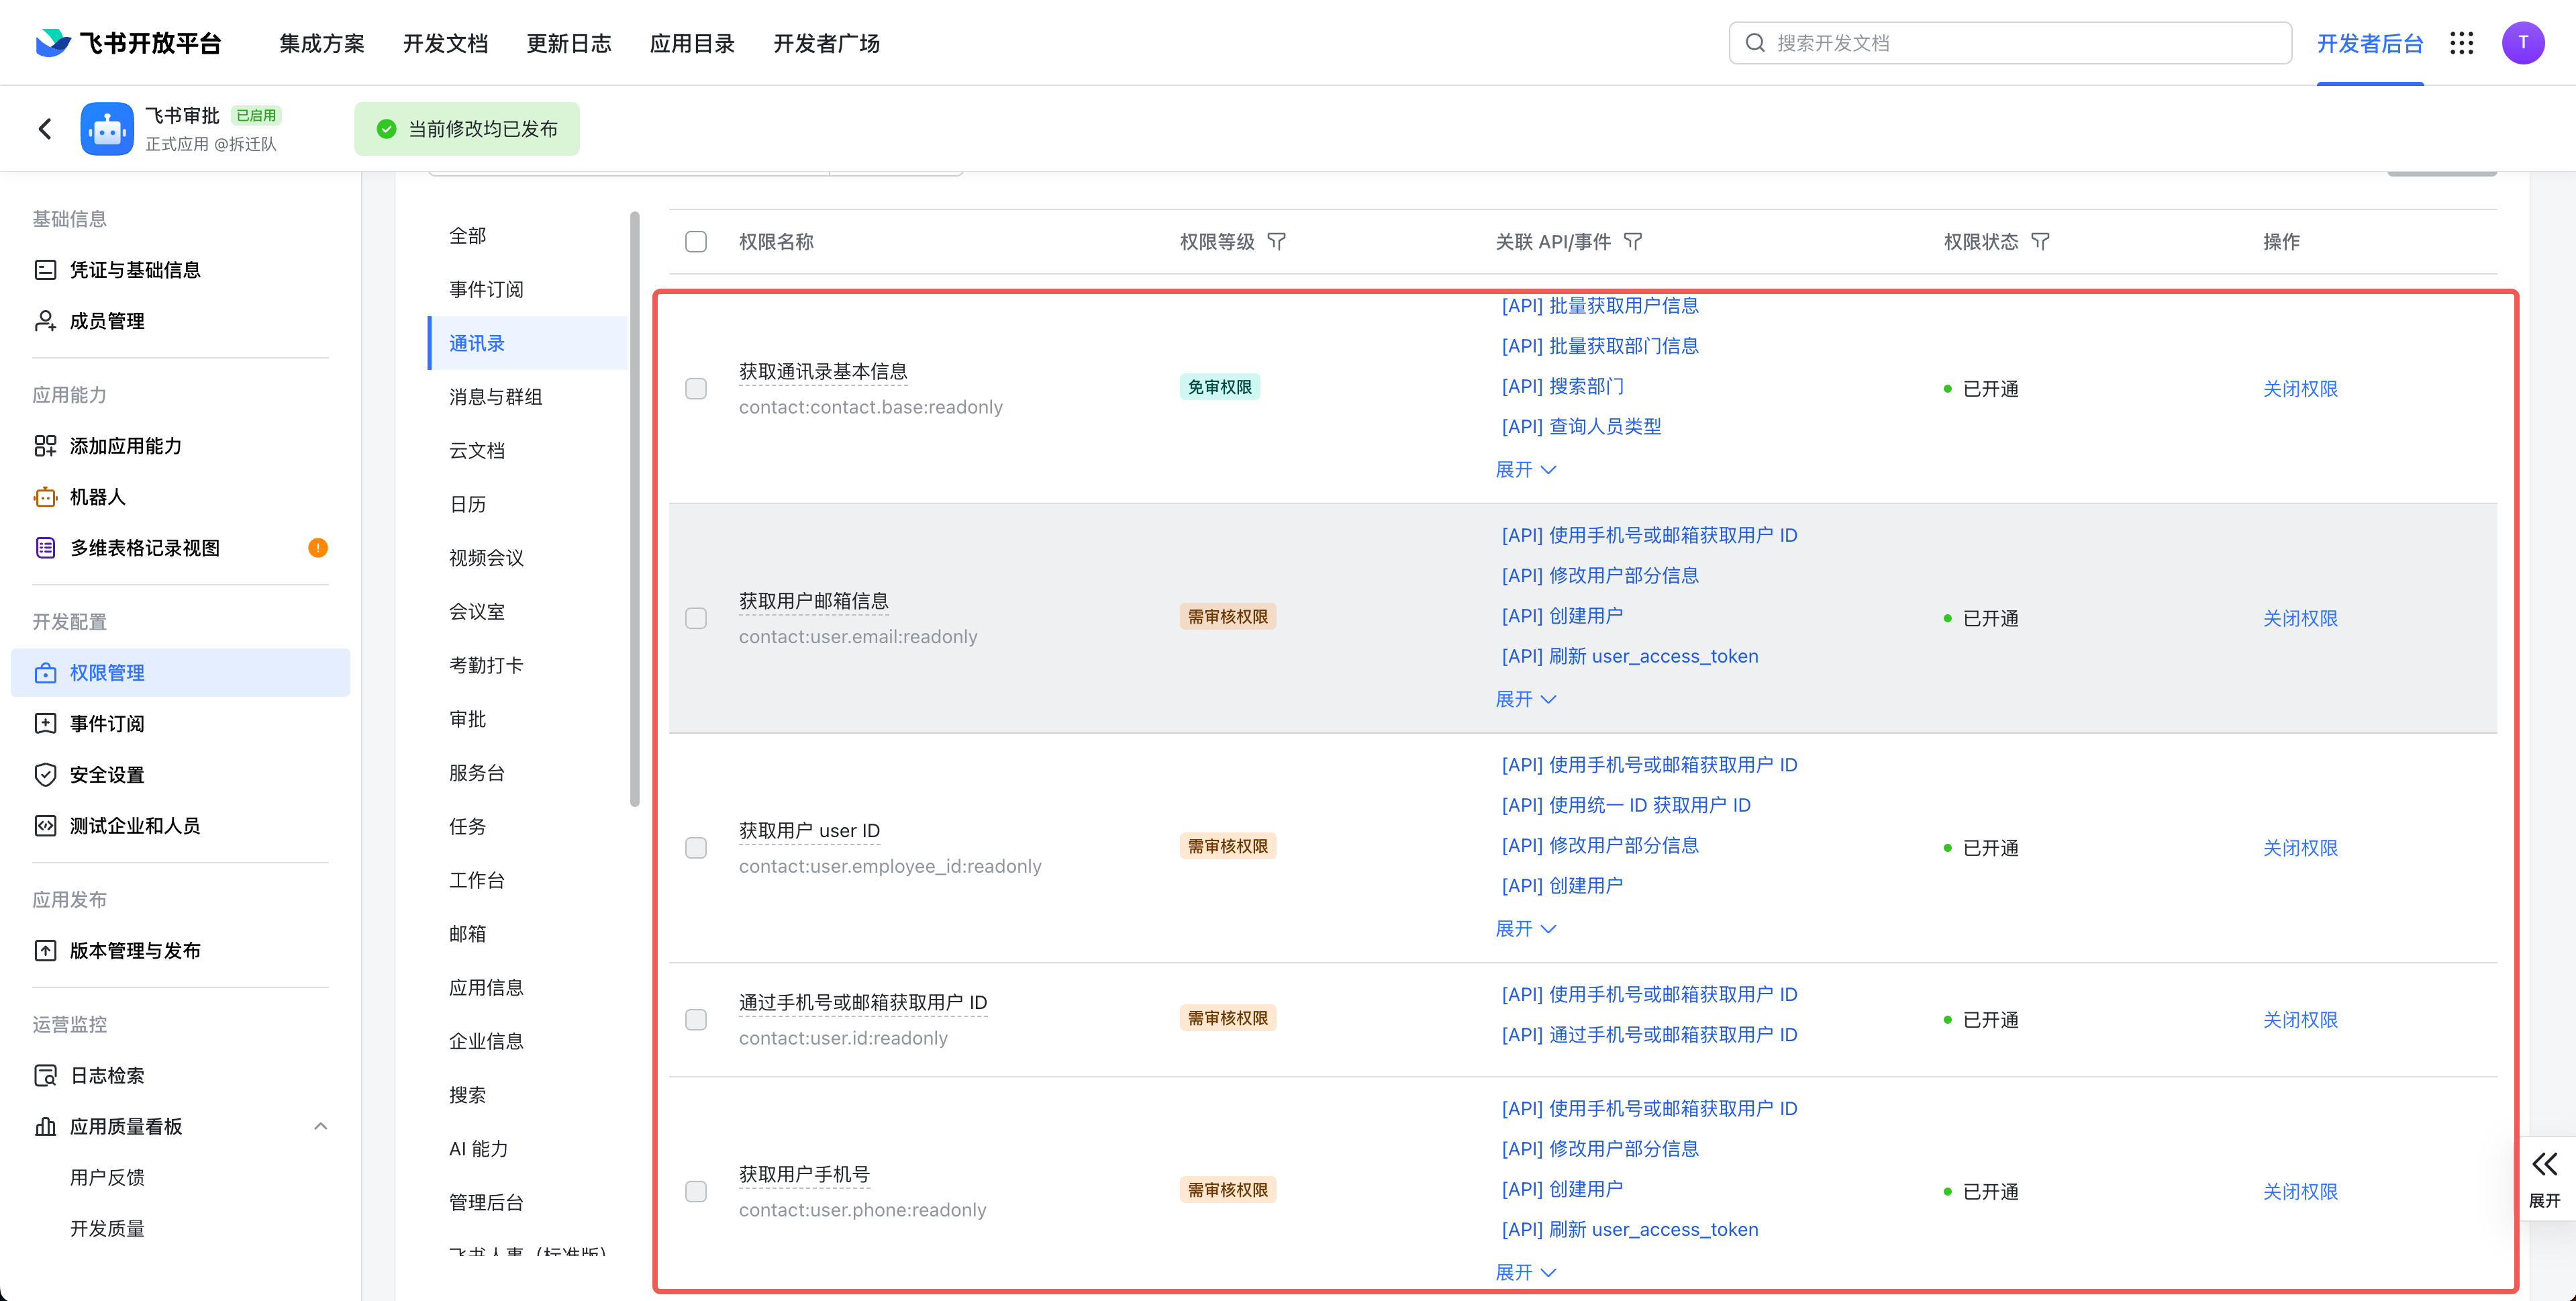 飞书开放平台
集成方案
开发文档
更新日志
应用目录
开发者广场
搜索开发文档
开发者后台
T
飞书审批
已启用
正式应用 @拆迁队
当前修改均已发布
基础信息
凭证与基础信息
成员管理
应用能力
添加应用能力
机器人
多维表格记录视图
开发配置
权限管理
事件订阅
安全设置
测试企业和人员
应用发布
版本管理与发布
运营监控
日志检索
应用质量看板
用户反馈
开发质量
全部
事件订阅
通讯录
消息与群组
云文档
日历
视频会议
会议室
考勤打卡
审批
服务台
任务
工作台
邮箱
应用信息
企业信息
搜索
AI 能力
管理后台
飞书人事（标准版）
权限名称
权限等级
关联 API/事件
权限状态
操作
获取通讯录基本信息
contact:contact.base:readonly
免审权限
[API] 批量获取用户信息
[API] 批量获取部门信息
[API] 搜索部门
[API] 查询人员类型
展开
已开通
关闭权限
获取用户邮箱信息
contact:user.email:readonly
需审核权限
[API] 使用手机号或邮箱获取用户 ID
[API] 修改用户部分信息
[API] 创建用户
[API] 刷新 user_access_token
展开
已开通
关闭权限
获取用户 user ID
contact:user.employee_id:readonly
需审核权限
[API] 使用手机号或邮箱获取用户 ID
[API] 使用统一 ID 获取用户 ID
[API] 修改用户部分信息
[API] 创建用户
展开
已开通
关闭权限
通过手机号或邮箱获取用户 ID
contact:user.id:readonly
需审核权限
[API] 使用手机号或邮箱获取用户 ID
[API] 通过手机号或邮箱获取用户 ID
已开通
关闭权限
获取用户手机号
contact:user.phone:readonly
需审核权限
[API] 使用手机号或邮箱获取用户 ID
[API] 修改用户部分信息
[API] 创建用户
[API] 刷新 user_access_token
展开
已开通
关闭权限
展开